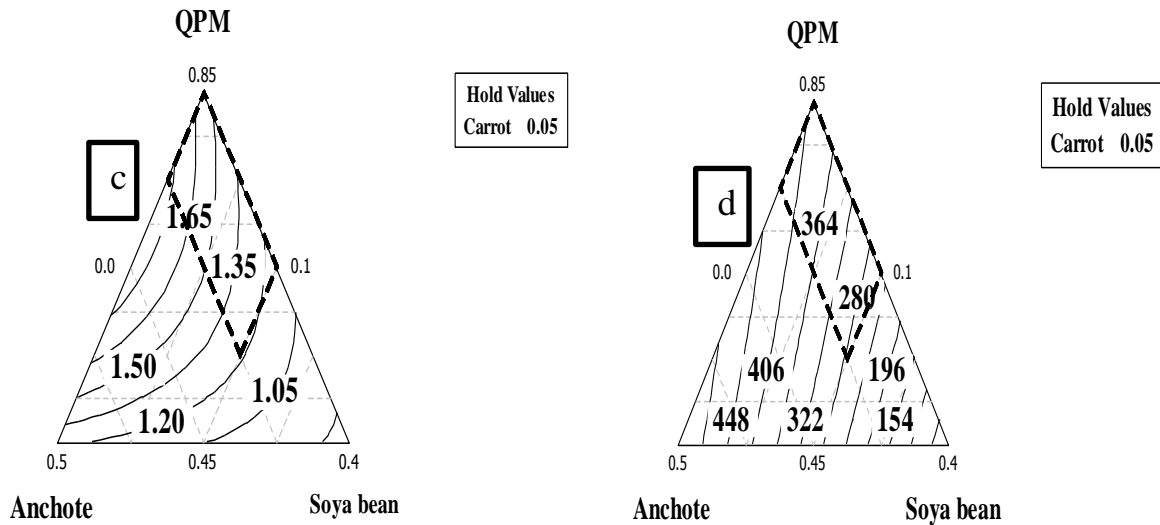 QPM
0.85
Hold Values
Carrot 0.05
c
1.65
0.0
1.35
0.1
1.50
1.05
1.20
0.5
0.45
0.4
Anchote
Soya bean
QPM
0.85
Hold Values
Carrot 0.05
d
364
0.0
0.1
280
406
196
448
322
154
0.5
0.45
0.4
Anchote
Soya bean